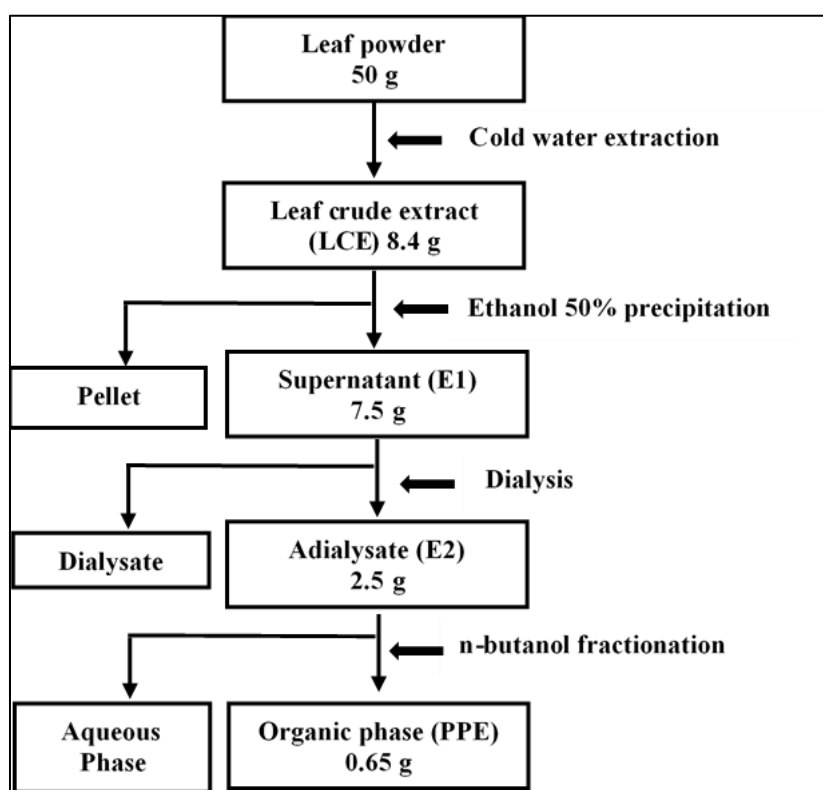 Leaf powder
50 g
Cold water extraction
Leaf crude extract
(LCE) 8.4 g
Ethanol 50% precipitation
Pellet
Supernatant (E1)
7.5 g
Dialysis
Dialysate
Adialysate (E2)
2.5 g
n-butanol fractionation
Aqueous
Phase
Organic phase (PPE)
0.65 g